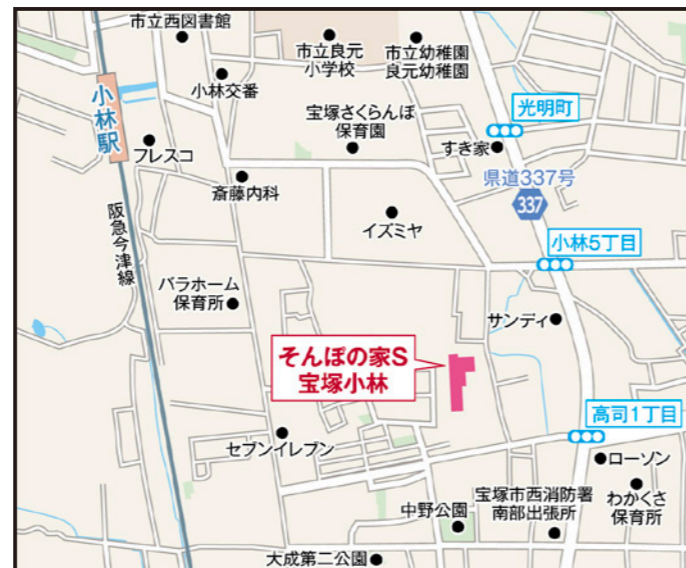 市立西図書館
市立良元
小学校
市立幼稚園
良元幼稚園
小林交番
小林駅
宝塚さくらんぼ
保育園
光明町
フレスコ
すき家
斎藤内科
県道337号
337
イズミヤ
阪急今津線
小林5丁目
バラホーム
保育所
サンディ
そんぽの家S
宝塚小林
高司1丁目
セブンイレブン
ローソン
宝塚市西消防署
南部出張所
わかくさ
保育所
中野公園
大成第二公園